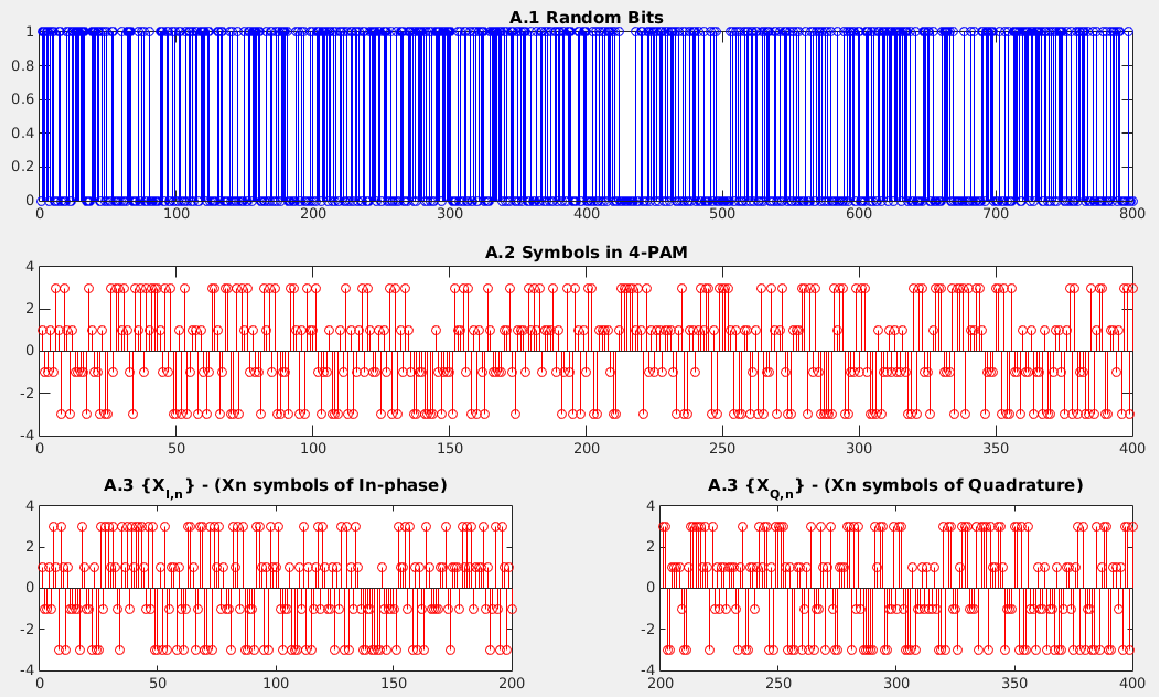 A.1 Random Bits
1
0.8
0.6
0.4
0.2
0
0 100 200 300 400 500 600 700 800
A.2 Symbols in 4-PAM
4
2
0
-2
-4
0 50 100 150 200 250 300 350 400
A.3 {X_I,n} - (Xn symbols of In-phase)
4
2
0
-2
-4
0 50 100 150 200
A.3 {X_Q,n} - (Xn symbols of Quadrature)
4
2
0
-2
-4
200 250 300 350 400